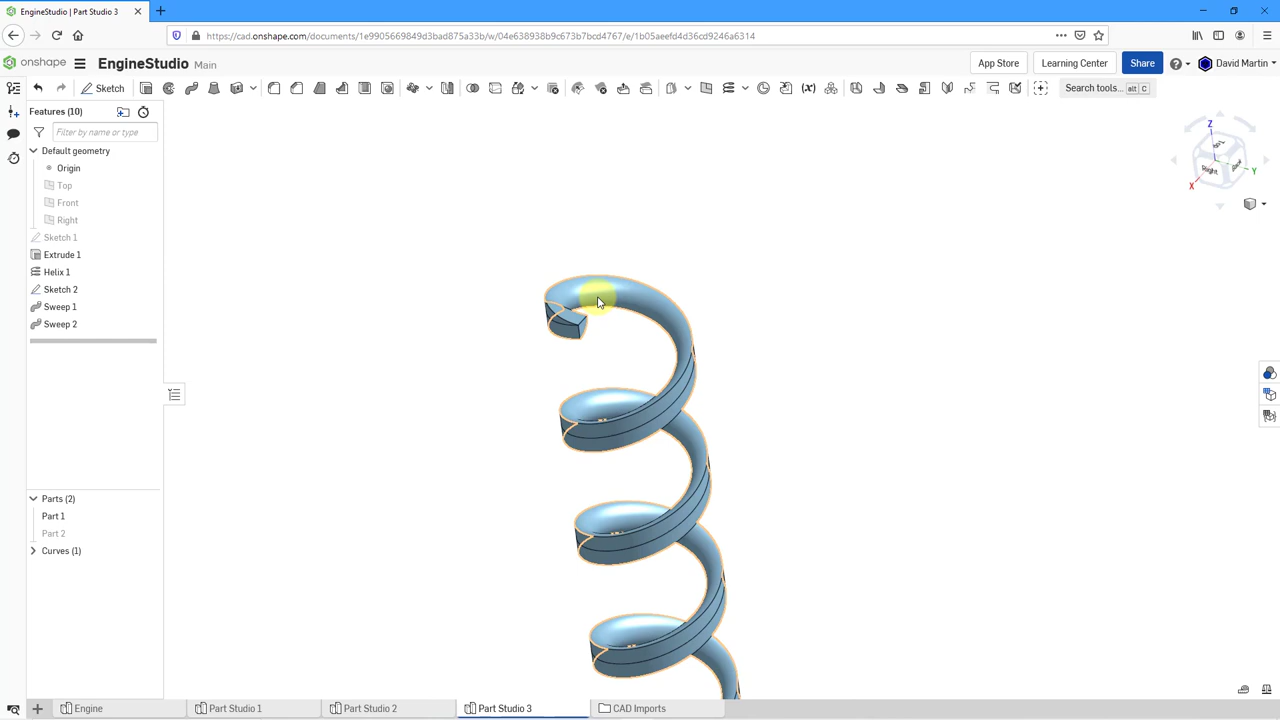 EngineStudio | Part Studio 3
https://cad.onshape.com/documents/1e9905669849d3bad875a33b/w/04e638938b9c673b7bcd4767/e/1b05aeefd4d36cd9246a6314
onshape
EngineStudio Main
App Store
Learning Center
Share
David Martin
Sketch
(x)
Search tools... alt C
Features (10)
Filter by name or type
Default geometry
Origin
Top
Front
Right
Sketch 1
Extrude 1
Helix 1
Sketch 2
Sweep 1
Sweep 2
Parts (2)
Part 1
Part 2
Curves (1)
Z
Right
Back
Y
X
Engine
Part Studio 1
Part Studio 2
Part Studio 3
CAD Imports